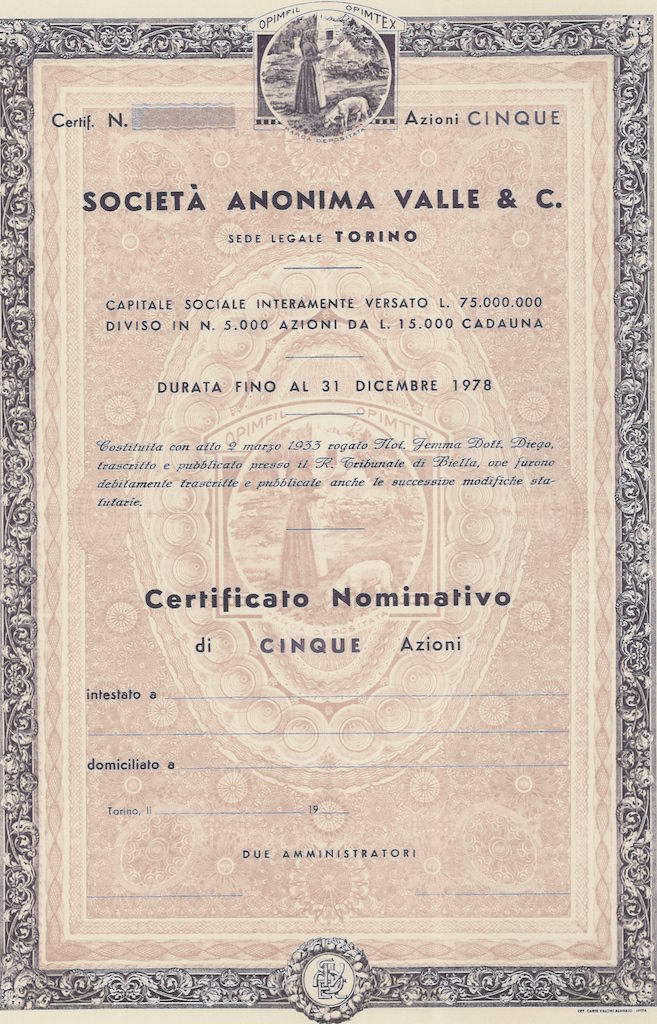 OPIMFIL OPIMTEX
Certif. N. Azioni CINQUE
DEPOSITATA
SOCIETÀ ANONIMA VALLE & C.
SEDE LEGALE TORINO
CAPITALE SOCIALE INTERAMENTE VERSATO L. 75.000.000
DIVISO IN N. 5.000 AZIONI DA L. 15.000 CADAUNA
DURATA FINO AL 31 DICEMBRE 1978
OPIMFIL OPIMTEX
Costituita con atto 2 marzo 1933 rogato Not. Jemma Dott. Diego,
trascritto e pubblicato presso il R. Tribunale di Biella, ove furono
debitamente trascritte e pubblicate anche le successive modifiche sta-
tutarie.
Certificato Nominativo
di CINQUE Azioni
intestato a
domiciliato a
Torino, li 19
DUE AMMINISTRATORI